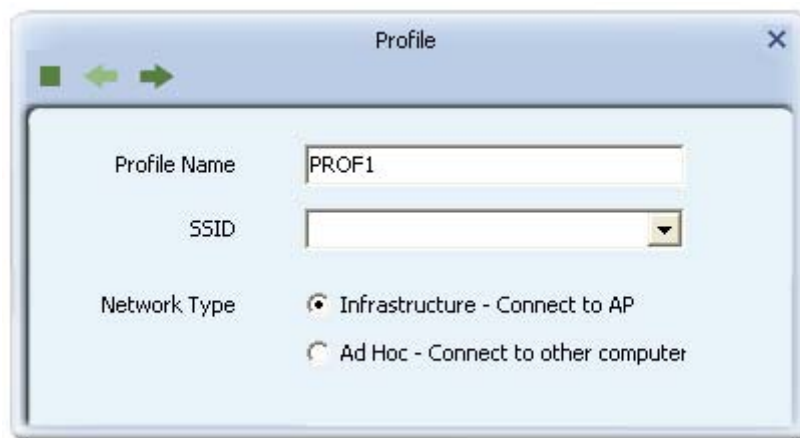 Profile
Profile Name PROF1
SSID
Network Type Infrastructure - Connect to AP
Ad Hoc - Connect to other computer